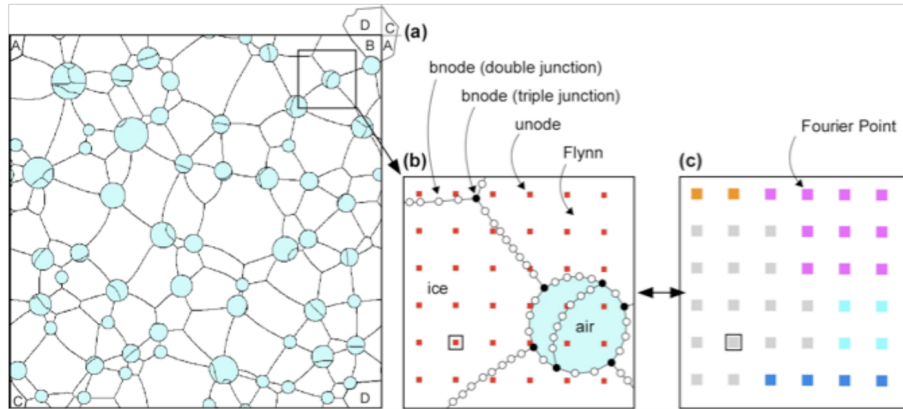 D
C
(a)
A
B
A
bnode (double junction)
bnode (triple junction)
unode
Flynn
Fourier Point
(b)
(c)
ice
air
C
D